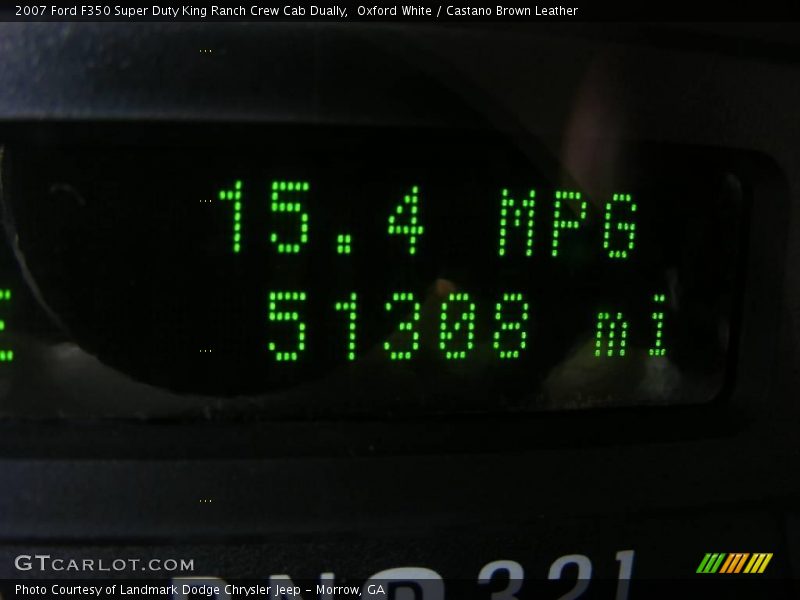 2007 Ford F350 Super Duty King Ranch Crew Cab Dually,  Oxford White / Castano Brown Leather
15.4 MPG
51308 mi
321
GTCARLOT.COM
Photo Courtesy of Landmark Dodge Chrysler Jeep - Morrow, GA